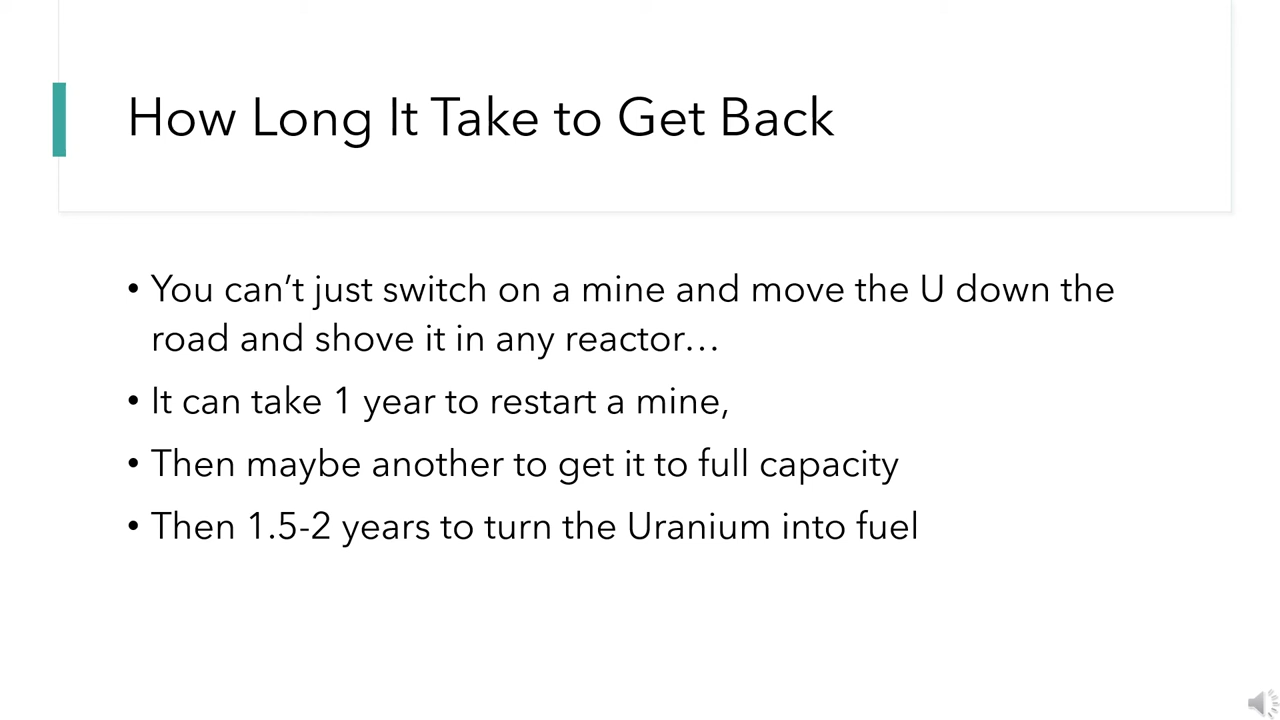 How Long It Take to Get Back
• You can’t just switch on a mine and move the U down the
road and shove it in any reactor…
• It can take 1 year to restart a mine,
• Then maybe another to get it to full capacity
• Then 1.5-2 years to turn the Uranium into fuel